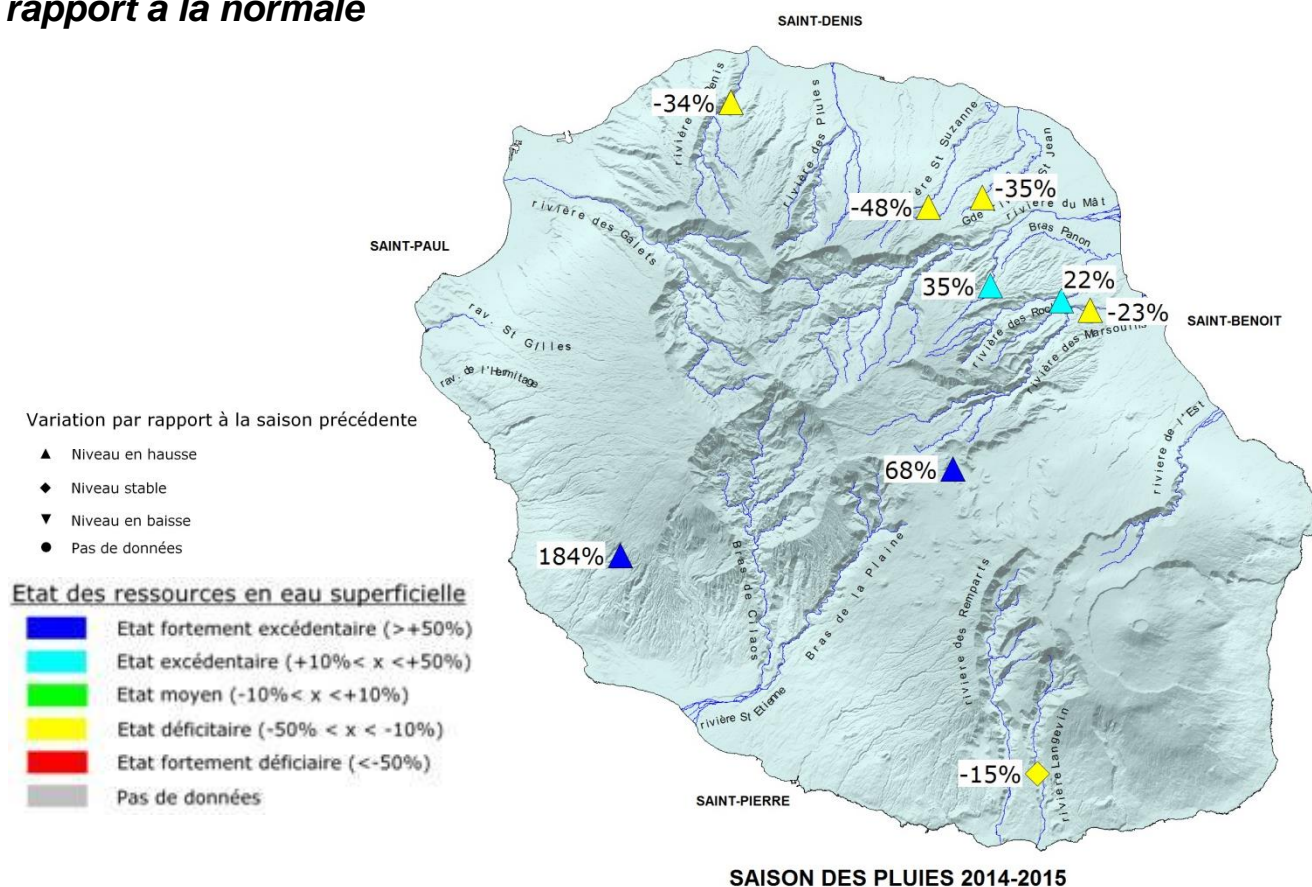 rapport à la normale
SAINT-DENIS
-34%
rivière des Pluies
-35%
-48%
rivière du Mât
Bras Panon
rivière des Galets
SAINT-PAUL
35%
22%
-23%
SAINT-BENOIT
rivière des Marsouins
rav. St Gilles
rav. de l'Hermitage
rivière de l'Est
68%
184%
Bras de Cilaos
Bras de la Plaine
rivière des Remparts
rivière St Etienne
rivière Langevin
-15%
SAINT-PIERRE
Variation par rapport à la saison précédente
Niveau en hausse
Niveau stable
Niveau en baisse
Pas de données
Etat des ressources en eau superficielle
Etat fortement excédentaire (>+50%)
Etat excédentaire (+10%< x <+50%)
Etat moyen (-10%< x <+10%)
Etat déficitaire (-50% < x < -10%)
Etat fortement déficiaire (<-50%)
Pas de données
SAISON DES PLUIES 2014-2015